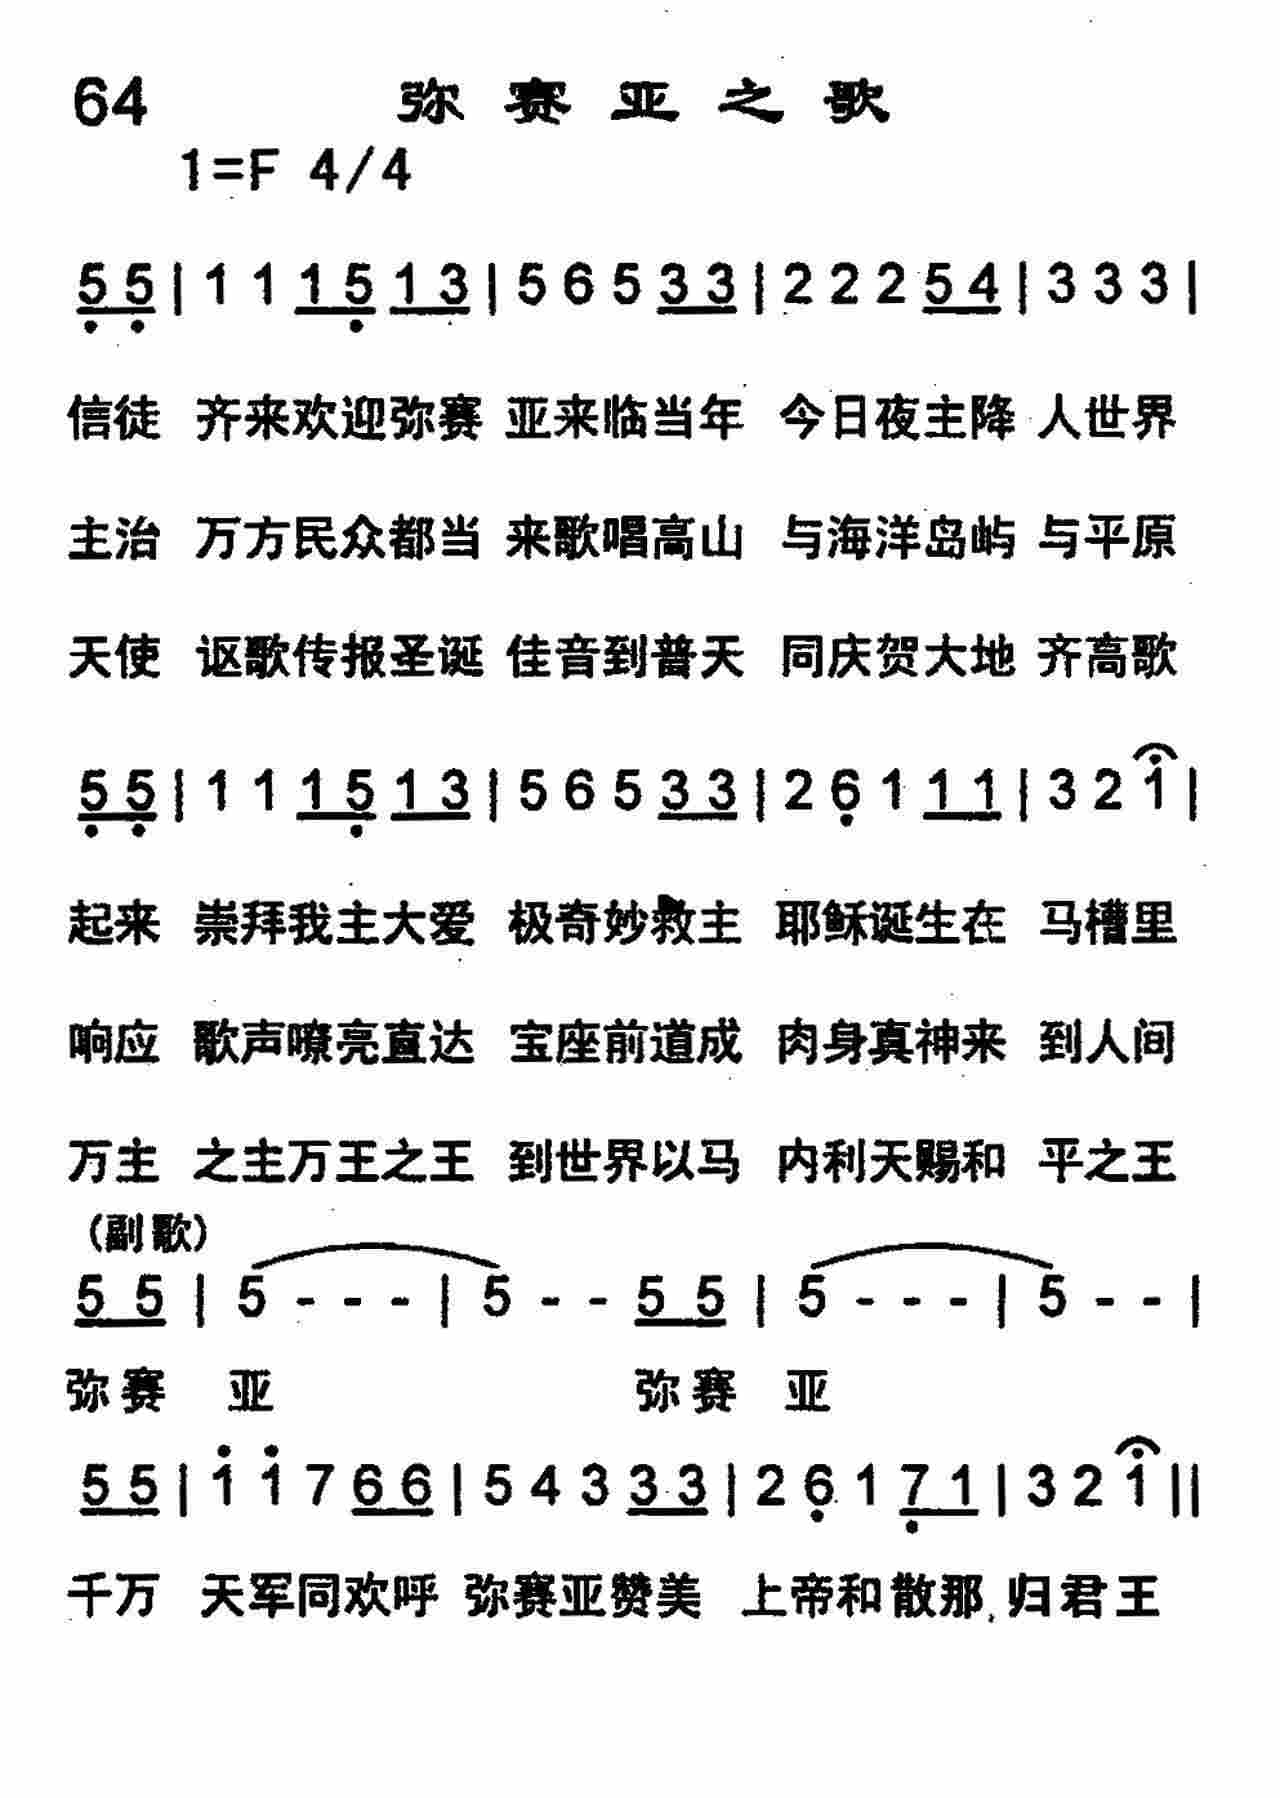 64 弥赛亚之歌
1=F 4/4
5 5 | 1 1 1 5 1 3 | 5 6 5 3 3 | 2 2 2 5 4 | 3 3 3 |
信徒 齐来欢迎弥赛 亚来临当年 今日夜主降 人世界
主治 万方民众都当 来歌唱高山 与海洋岛屿 与平原
天使 讴歌传报圣诞 佳音到普天 同庆贺大地 齐高歌
5 5 | 1 1 1 5 1 3 | 5 6 5 3 3 | 2 6 1 1 1 | 3 2 1 |
起来 崇拜我主大爱 极奇妙救主 耶稣诞生在 马槽里
响应 歌声嘹亮直达 宝座前道成 肉身真神来 到人间
万主 之主万王之王 到世界以马 内利天赐和 平之王
(副歌)
5 5 | 5 - - - | 5 - - 5 5 | 5 - - - | 5 - - |
弥赛 亚 弥赛 亚
5 5 | 1 1 7 6 6 | 5 4 3 3 3 | 2 6 1 7 1 | 3 2 1 ||
千万 天军同欢呼 弥赛亚赞美 上帝和散那 归君王